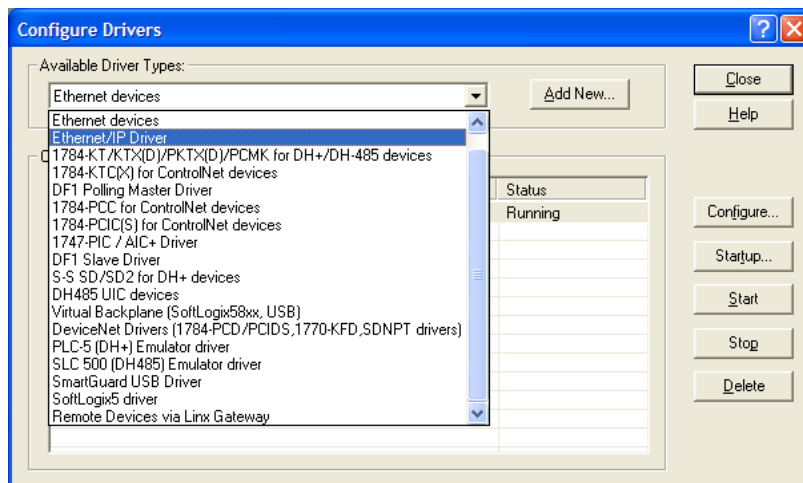 Configure Drivers
Available Driver Types:
Ethernet devices
Add New...
Close
Help
Ethernet devices
Ethernet/IP Driver
1784-KT/KTX(D)/PKTX(D)/PCMK for DH+/DH-485 devices
1784-KTC(X) for ControlNet devices
DF1 Polling Master Driver
1784-PCC for ControlNet devices
1784-PCIC(S) for ControlNet devices
1747-PIC / AIC+ Driver
DF1 Slave Driver
S-S SD/SD2 for DH+ devices
DH485 UIC devices
Virtual Backplane (SoftLogix58xx, USB)
DeviceNet Drivers (1784-PCD/PCIDS,1770-KFD,SDNPT drivers)
PLC-5 (DH+) Emulator driver
SLC 500 (DH485) Emulator driver
SmartGuard USB Driver
SoftLogix5 driver
Remote Devices via Linx Gateway
Status
Running
Configure...
Startup...
Start
Stop
Delete